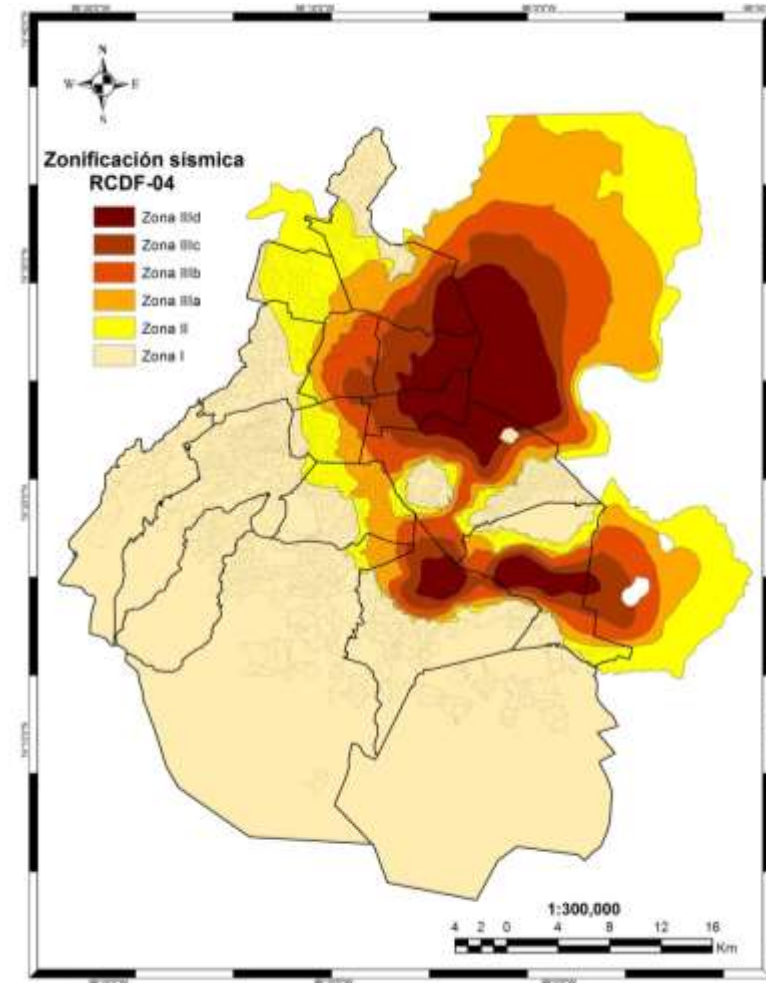 N
W E
S
Zonificación sísmica
RCDF-04
Zona IIId
Zona IIIc
Zona IIIb
Zona IIIa
Zona II
Zona I
1:300,000
4 2 0 4 8 12 16
Km